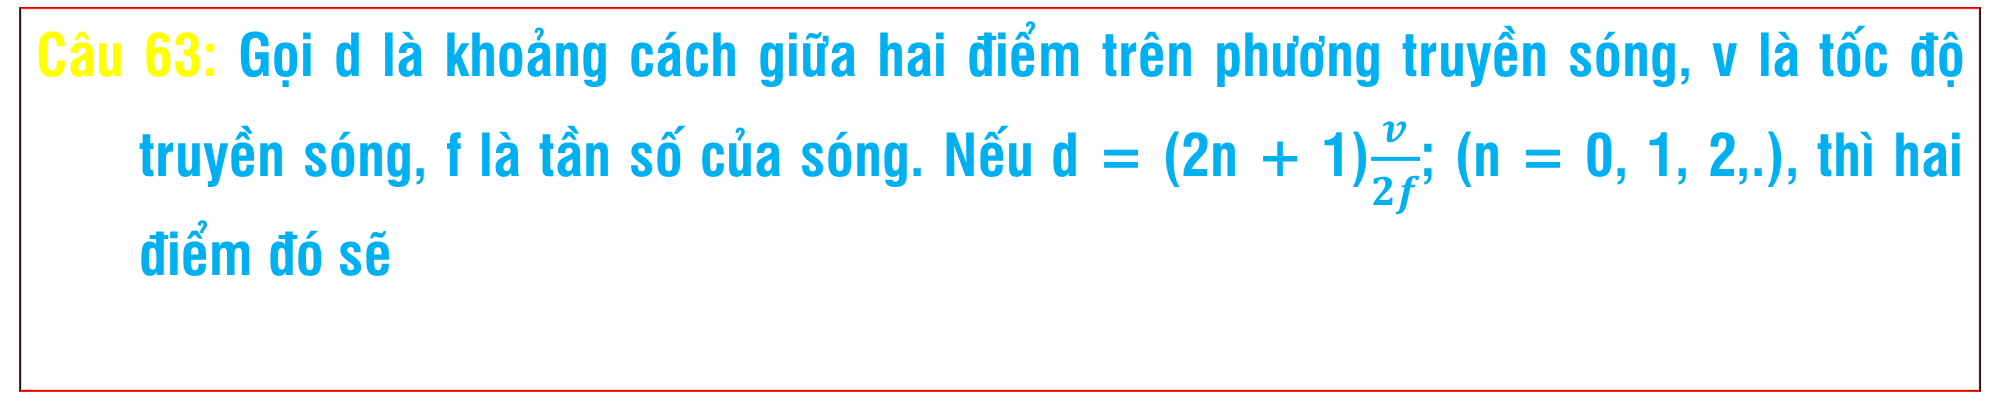 Câu 63: Gọi d là khoảng cách giữa hai điểm trên phương truyền sóng, v là tốc độ
truyền sóng, f là tần số của sóng. Nếu d = (2n + 1)\frac{v}{2f}; (n = 0, 1, 2,.), thì hai
điểm đó sẽ